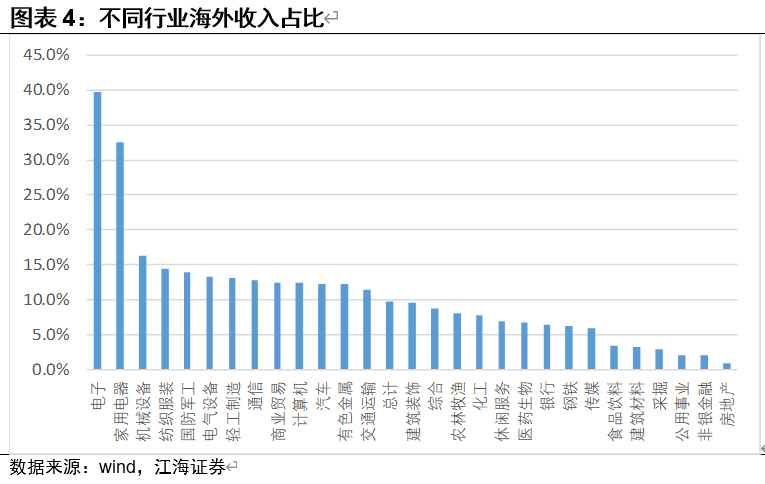 图表 4：不同行业海外收入占比
45.0%
40.0%
35.0%
30.0%
25.0%
20.0%
15.0%
10.0%
5.0%
0.0%
电子
家用电器
机械设备
纺织服装
国防军工
电气设备
轻工制造
通信
商业贸易
计算机
汽车
有色金属
交通运输
总计
建筑装饰
综合
农林牧渔
化工
休闲服务
医药生物
银行
钢铁
传媒
食品饮料
建筑材料
采掘
公用事业
非银金融
房地产
数据来源：wind，江海证券